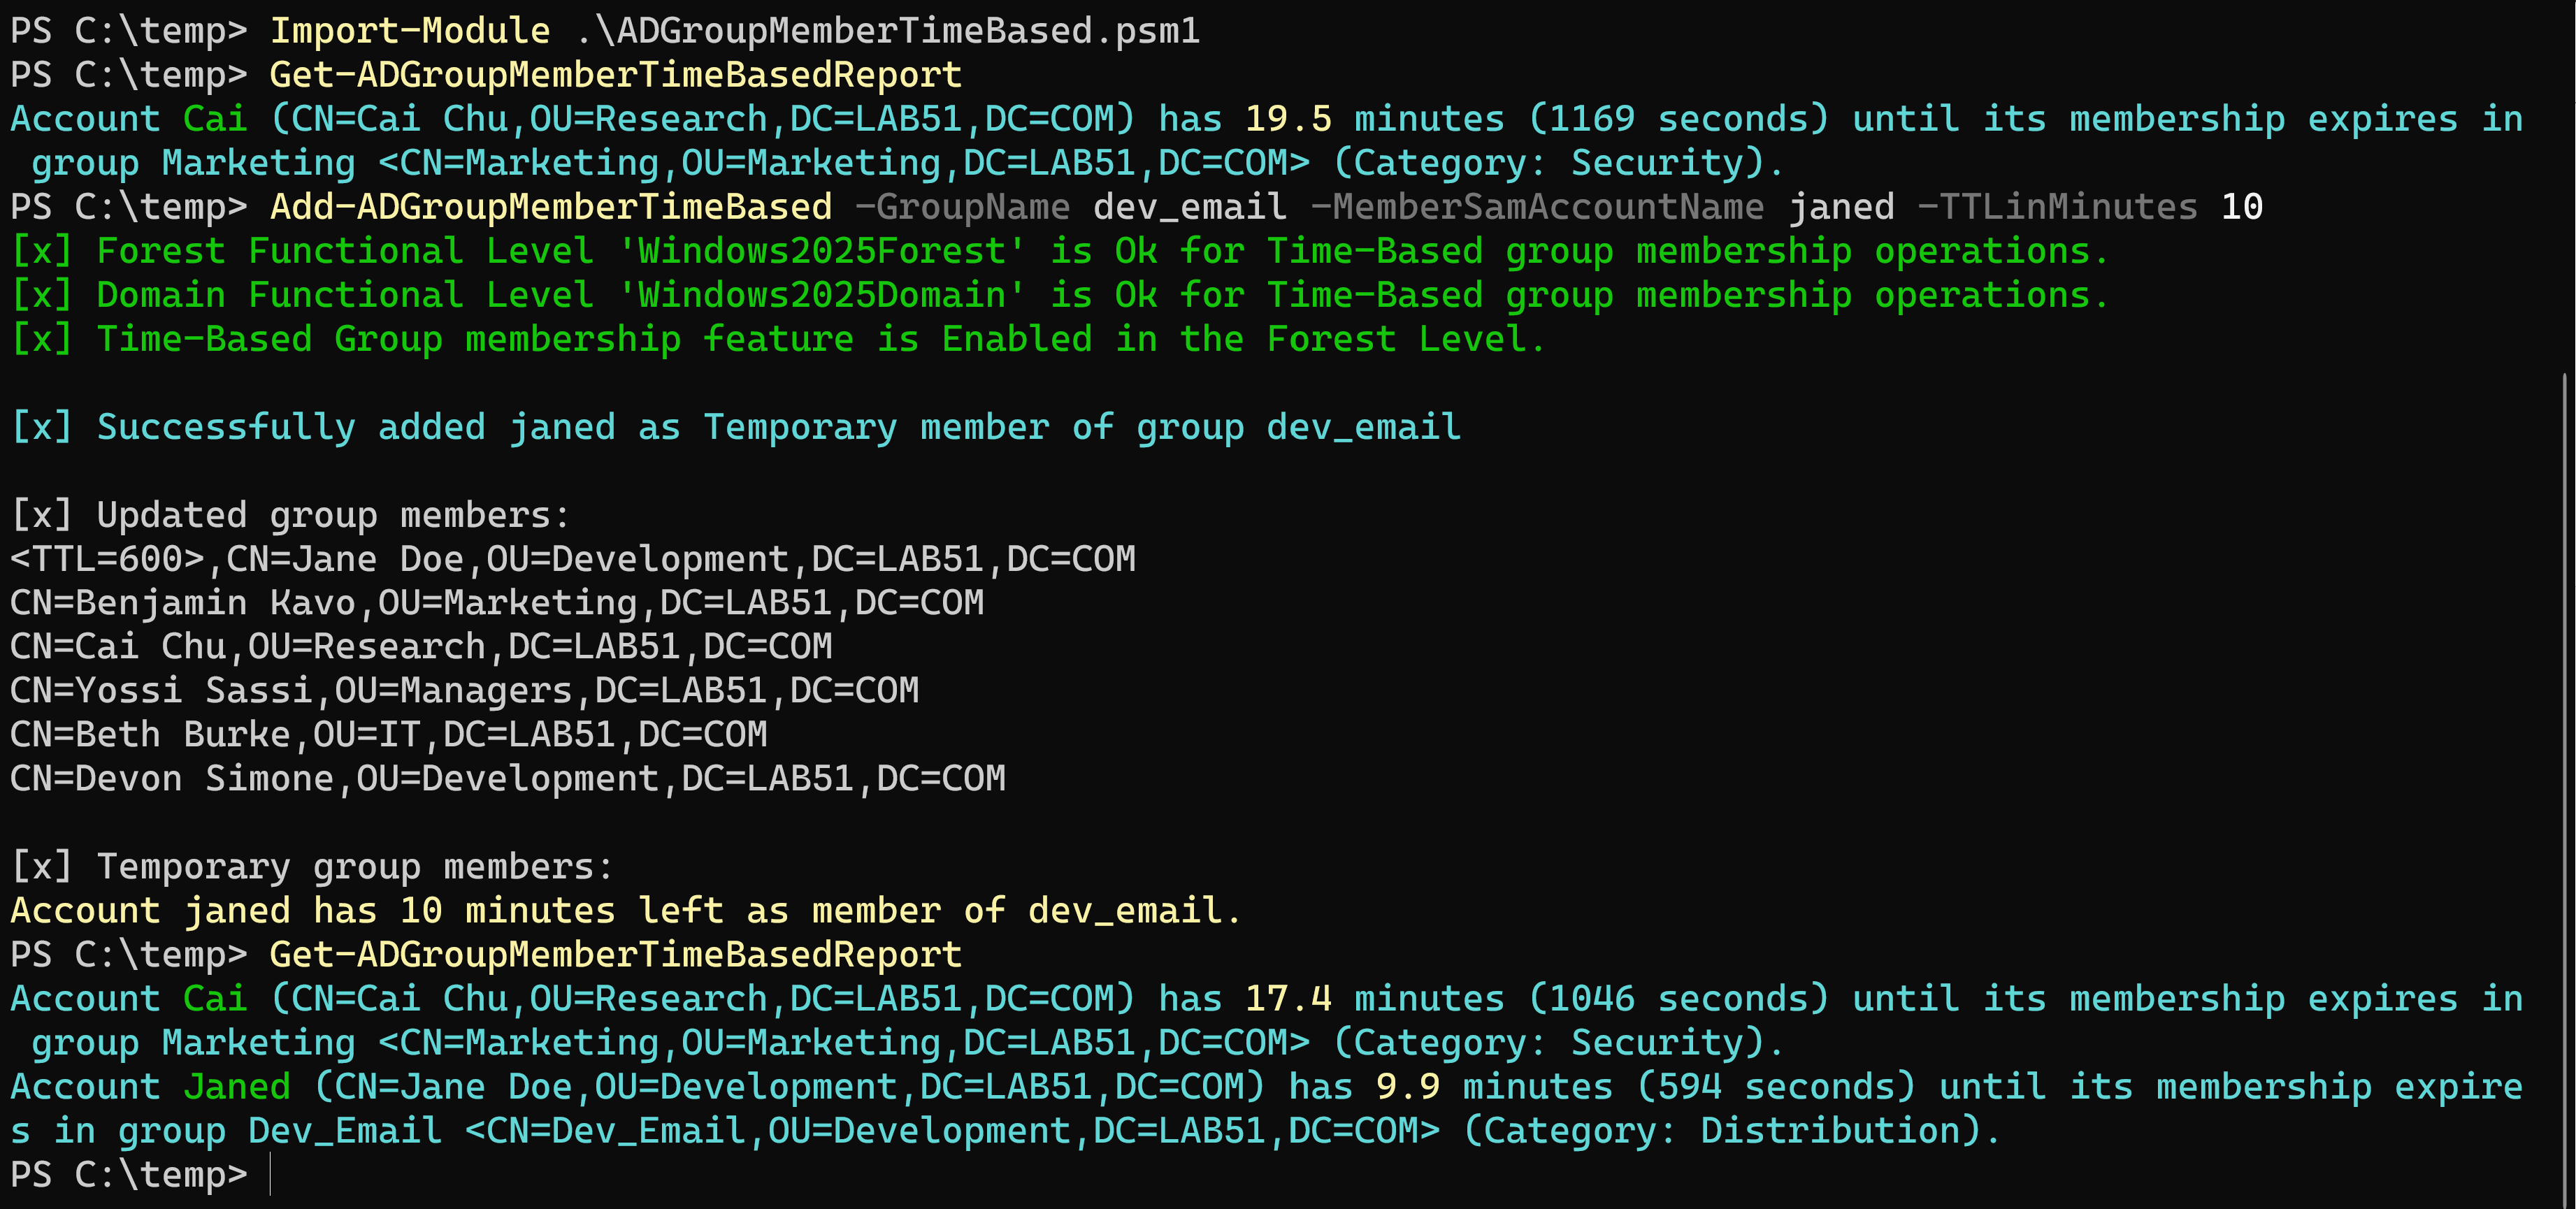 PS C:\temp> Import-Module .\ADGroupMemberTimeBased.psm1
PS C:\temp> Get-ADGroupMemberTimeBasedReport
Account Cai (CN=Cai Chu,OU=Research,DC=LAB51,DC=COM) has 19.5 minutes (1169 seconds) until its membership expires in
 group Marketing <CN=Marketing,OU=Marketing,DC=LAB51,DC=COM> (Category: Security).
PS C:\temp> Add-ADGroupMemberTimeBased -GroupName dev_email -MemberSamAccountName janed -TTLinMinutes 10
[x] Forest Functional Level 'Windows2025Forest' is Ok for Time-Based group membership operations.
[x] Domain Functional Level 'Windows2025Domain' is Ok for Time-Based group membership operations.
[x] Time-Based Group membership feature is Enabled in the Forest Level.
[x] Successfully added janed as Temporary member of group dev_email
[x] Updated group members:
<TTL=600>,CN=Jane Doe,OU=Development,DC=LAB51,DC=COM
CN=Benjamin Kavo,OU=Marketing,DC=LAB51,DC=COM
CN=Cai Chu,OU=Research,DC=LAB51,DC=COM
CN=Yossi Sassi,OU=Managers,DC=LAB51,DC=COM
CN=Beth Burke,OU=IT,DC=LAB51,DC=COM
CN=Devon Simone,OU=Development,DC=LAB51,DC=COM
[x] Temporary group members:
Account janed has 10 minutes left as member of dev_email.
PS C:\temp> Get-ADGroupMemberTimeBasedReport
Account Cai (CN=Cai Chu,OU=Research,DC=LAB51,DC=COM) has 17.4 minutes (1046 seconds) until its membership expires in
 group Marketing <CN=Marketing,OU=Marketing,DC=LAB51,DC=COM> (Category: Security).
Account Janed (CN=Jane Doe,OU=Development,DC=LAB51,DC=COM) has 9.9 minutes (594 seconds) until its membership expire
s in group Dev_Email <CN=Dev_Email,OU=Development,DC=LAB51,DC=COM> (Category: Distribution).
PS C:\temp>